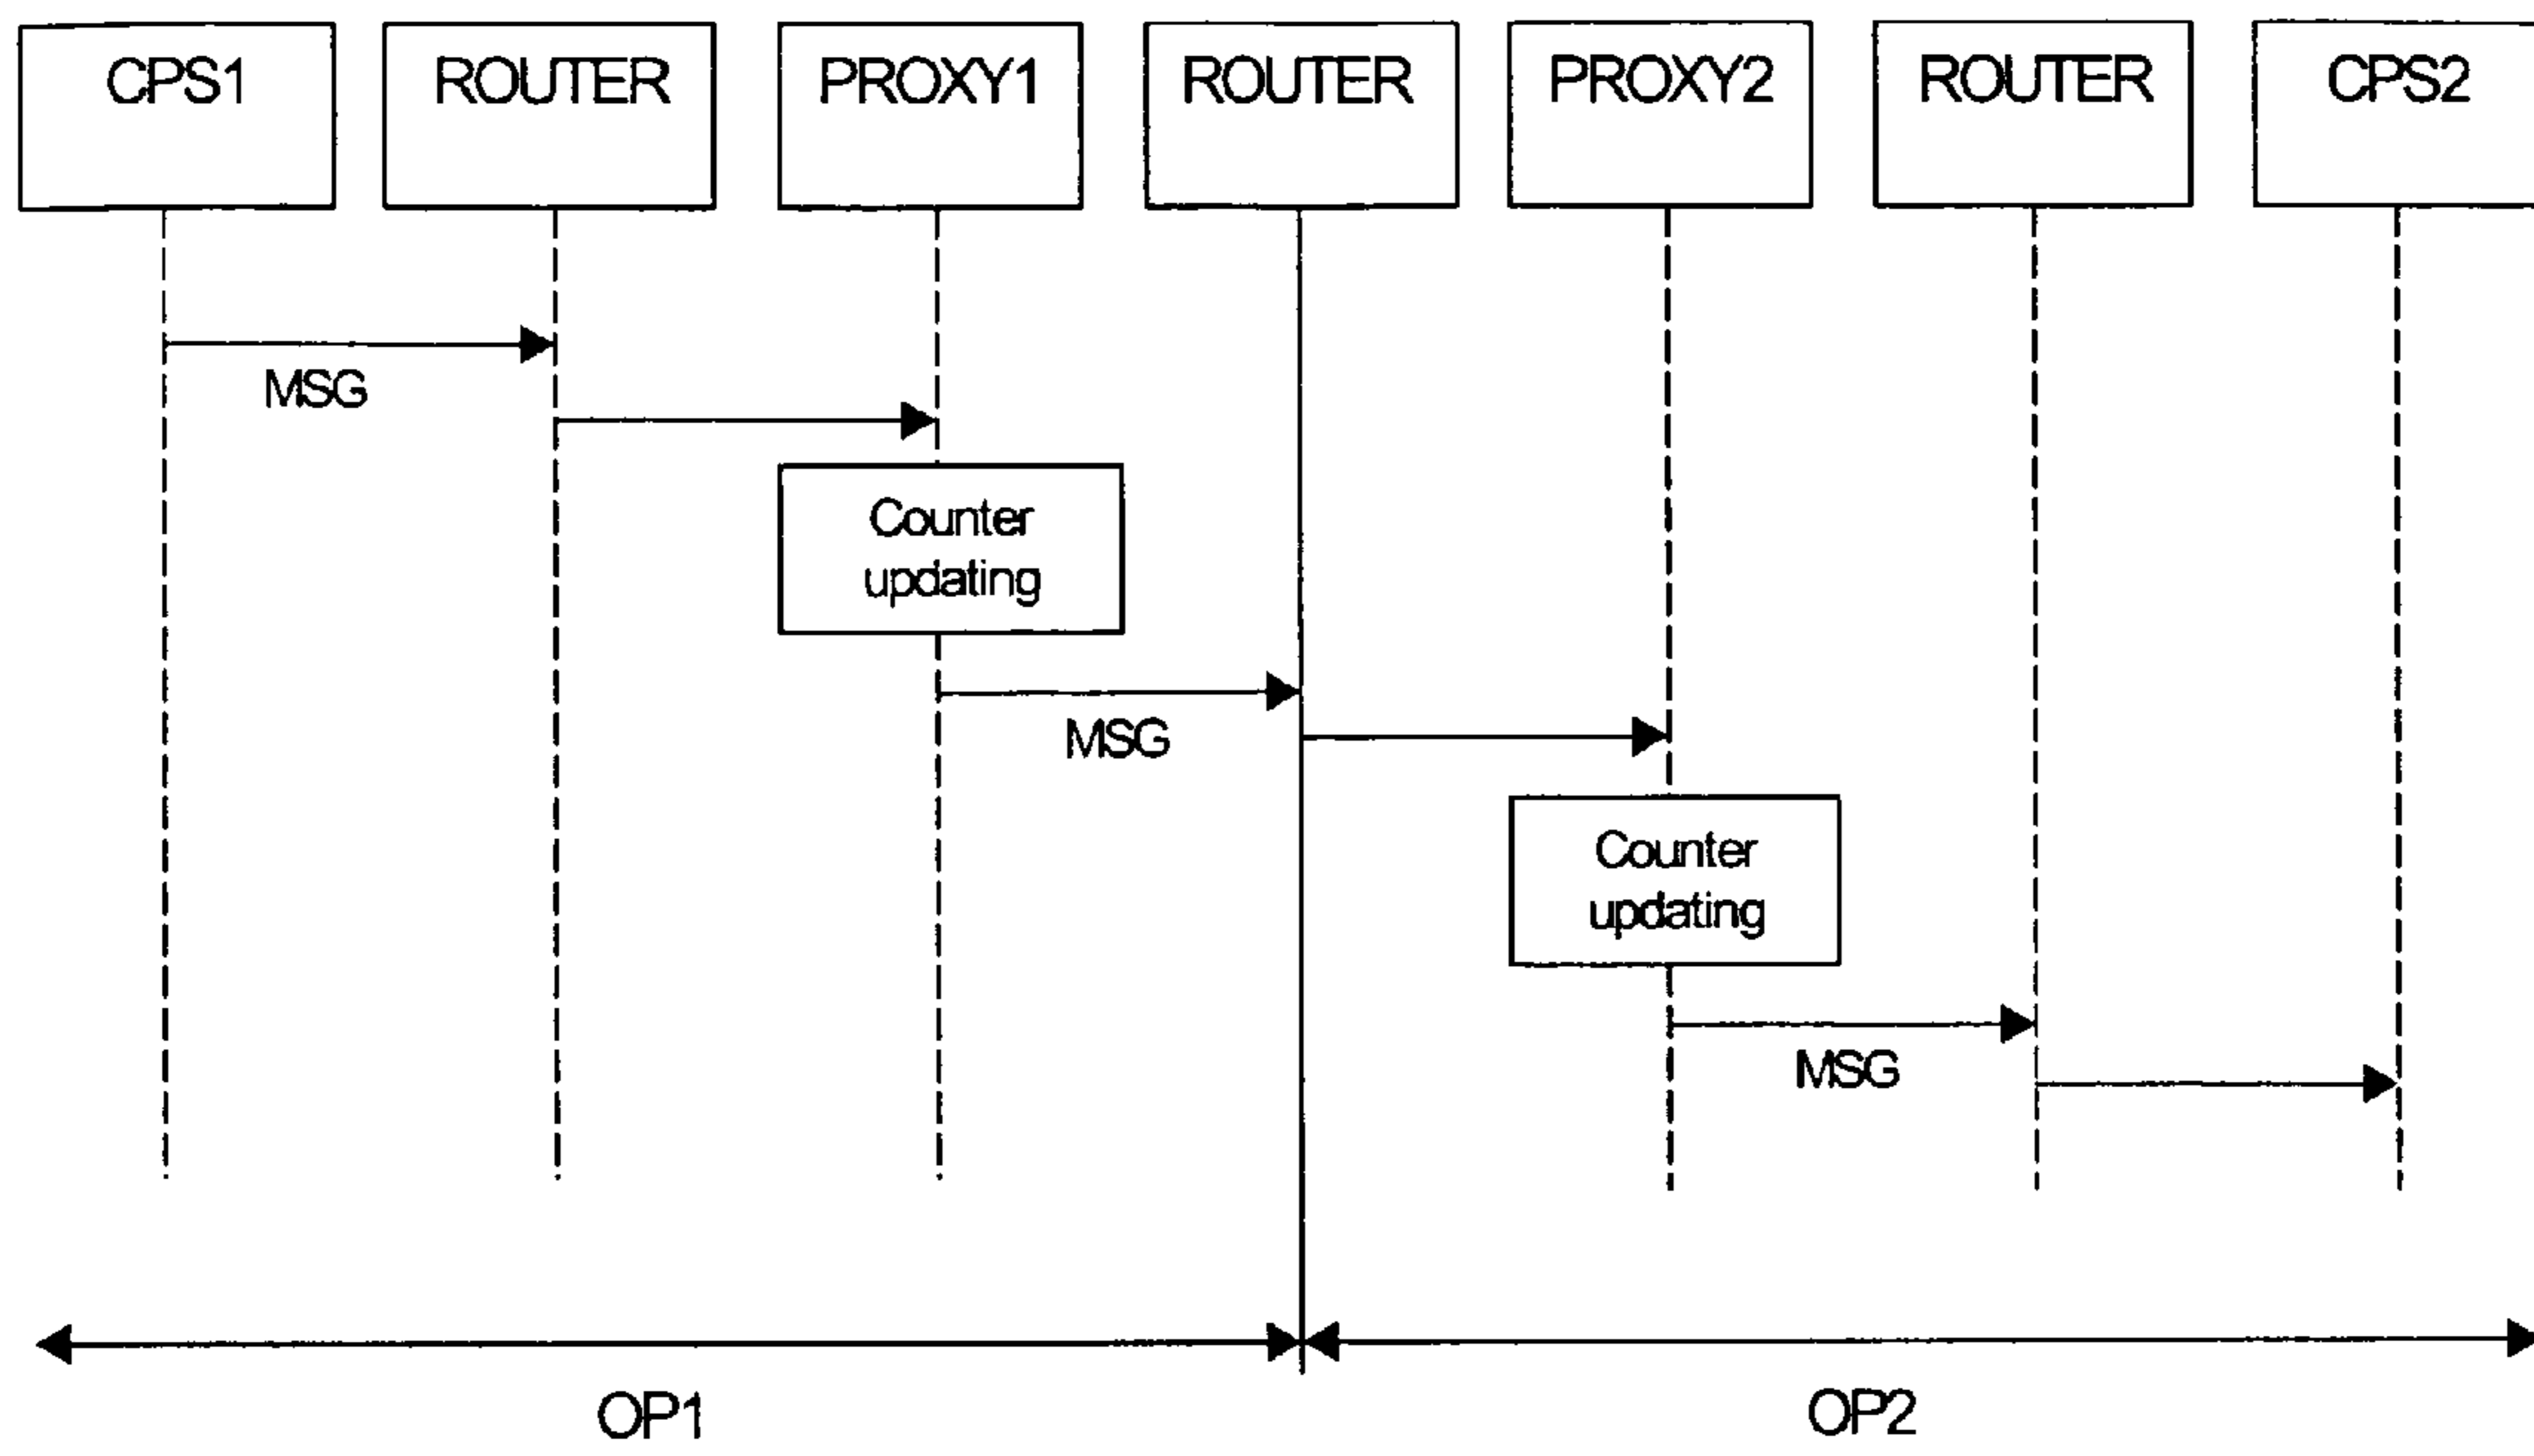 CPS1
ROUTER
PROXY1
ROUTER
PROXY2
ROUTER
CPS2
MSG
Counter
updating
MSG
Counter
updating
MSG
OP1
OP2